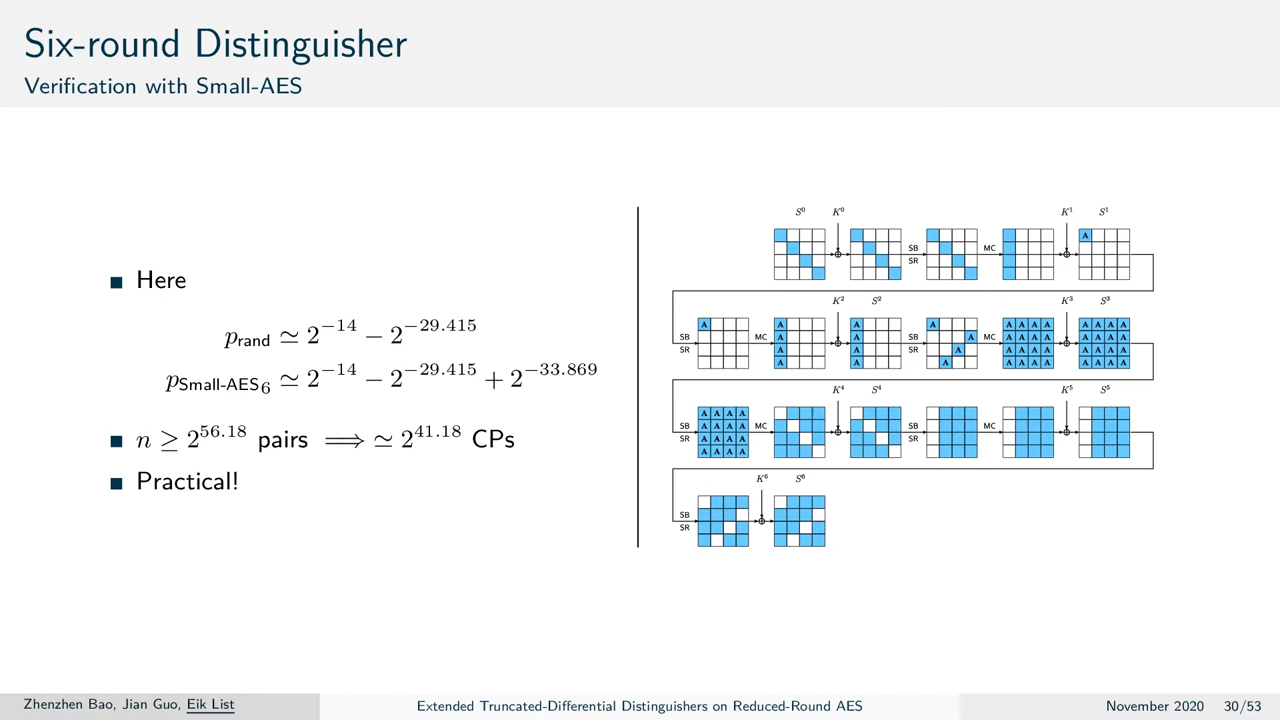 Six-round Distinguisher
Verification with Small-AES
Here
p_rand ≃ 2^−14 − 2^−29.415
p_Small-AES_6 ≃ 2^−14 − 2^−29.415 + 2^−33.869
n ≥ 2^56.18 pairs ⟹ ≃ 2^41.18 CPs
Practical!
S^0 K^0 K^1 S^1
A
SB SR MC
K^2 S^2 K^3 S^3
SB SR A MC A A A SB SR A A MC A A A A A A A A
A A A A A A A A A A
A A A A A A A A A A A
A A A A A A A A A A A
K^4 S^4 K^5 S^5
SB SR A A A A MC SB SR MC
A A A A
A A A A
A A A A
K^6 S^6
SB SR
Zhenzhen Bao, Jian Guo, Eik List
Extended Truncated-Differential Distinguishers on Reduced-Round AES
November 2020 30/53